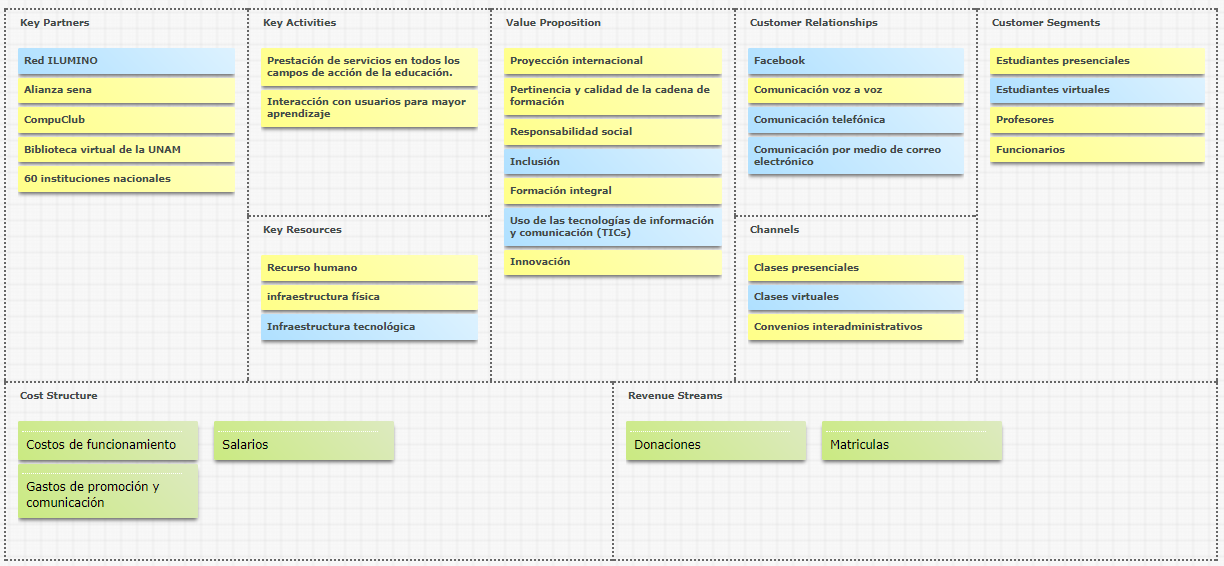 Key Partners
Red ILUMINO
Alianza sena
CompuClub
Biblioteca virtual de la UNAM
60 instituciones nacionales
Key Activities
Prestación de servicios en todos los
campos de acción de la educación.
Interacción con usuarios para mayor
aprendizaje
Key Resources
Recurso humano
infraestructura física
Infraestructura tecnológica
Value Proposition
Proyección internacional
Pertinencia y calidad de la cadena de
formación
Responsabilidad social
Inclusión
Formación integral
Uso de las tecnologías de información
y comunicación (TICs)
Innovación
Customer Relationships
Facebook
Comunicación voz a voz
Comunicación telefónica
Comunicación por medio de correo
electrónico
Channels
Clases presenciales
Clases virtuales
Convenios interadministrativos
Customer Segments
Estudiantes presenciales
Estudiantes virtuales
Profesores
Funcionarios
Cost Structure
Costos de funcionamiento
Salarios
Gastos de promoción y
comunicación
Revenue Streams
Donaciones
Matriculas